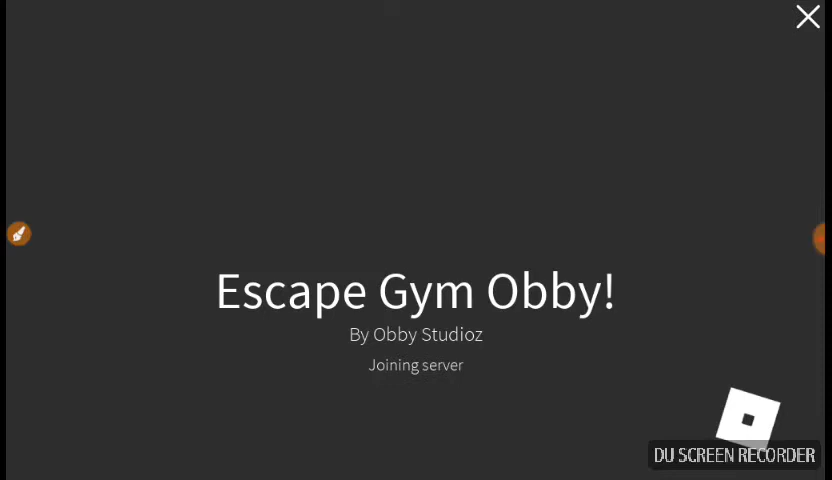 Escape Gym Obby!
By Obby Studioz
Joining server
DU SCREEN RECORDER